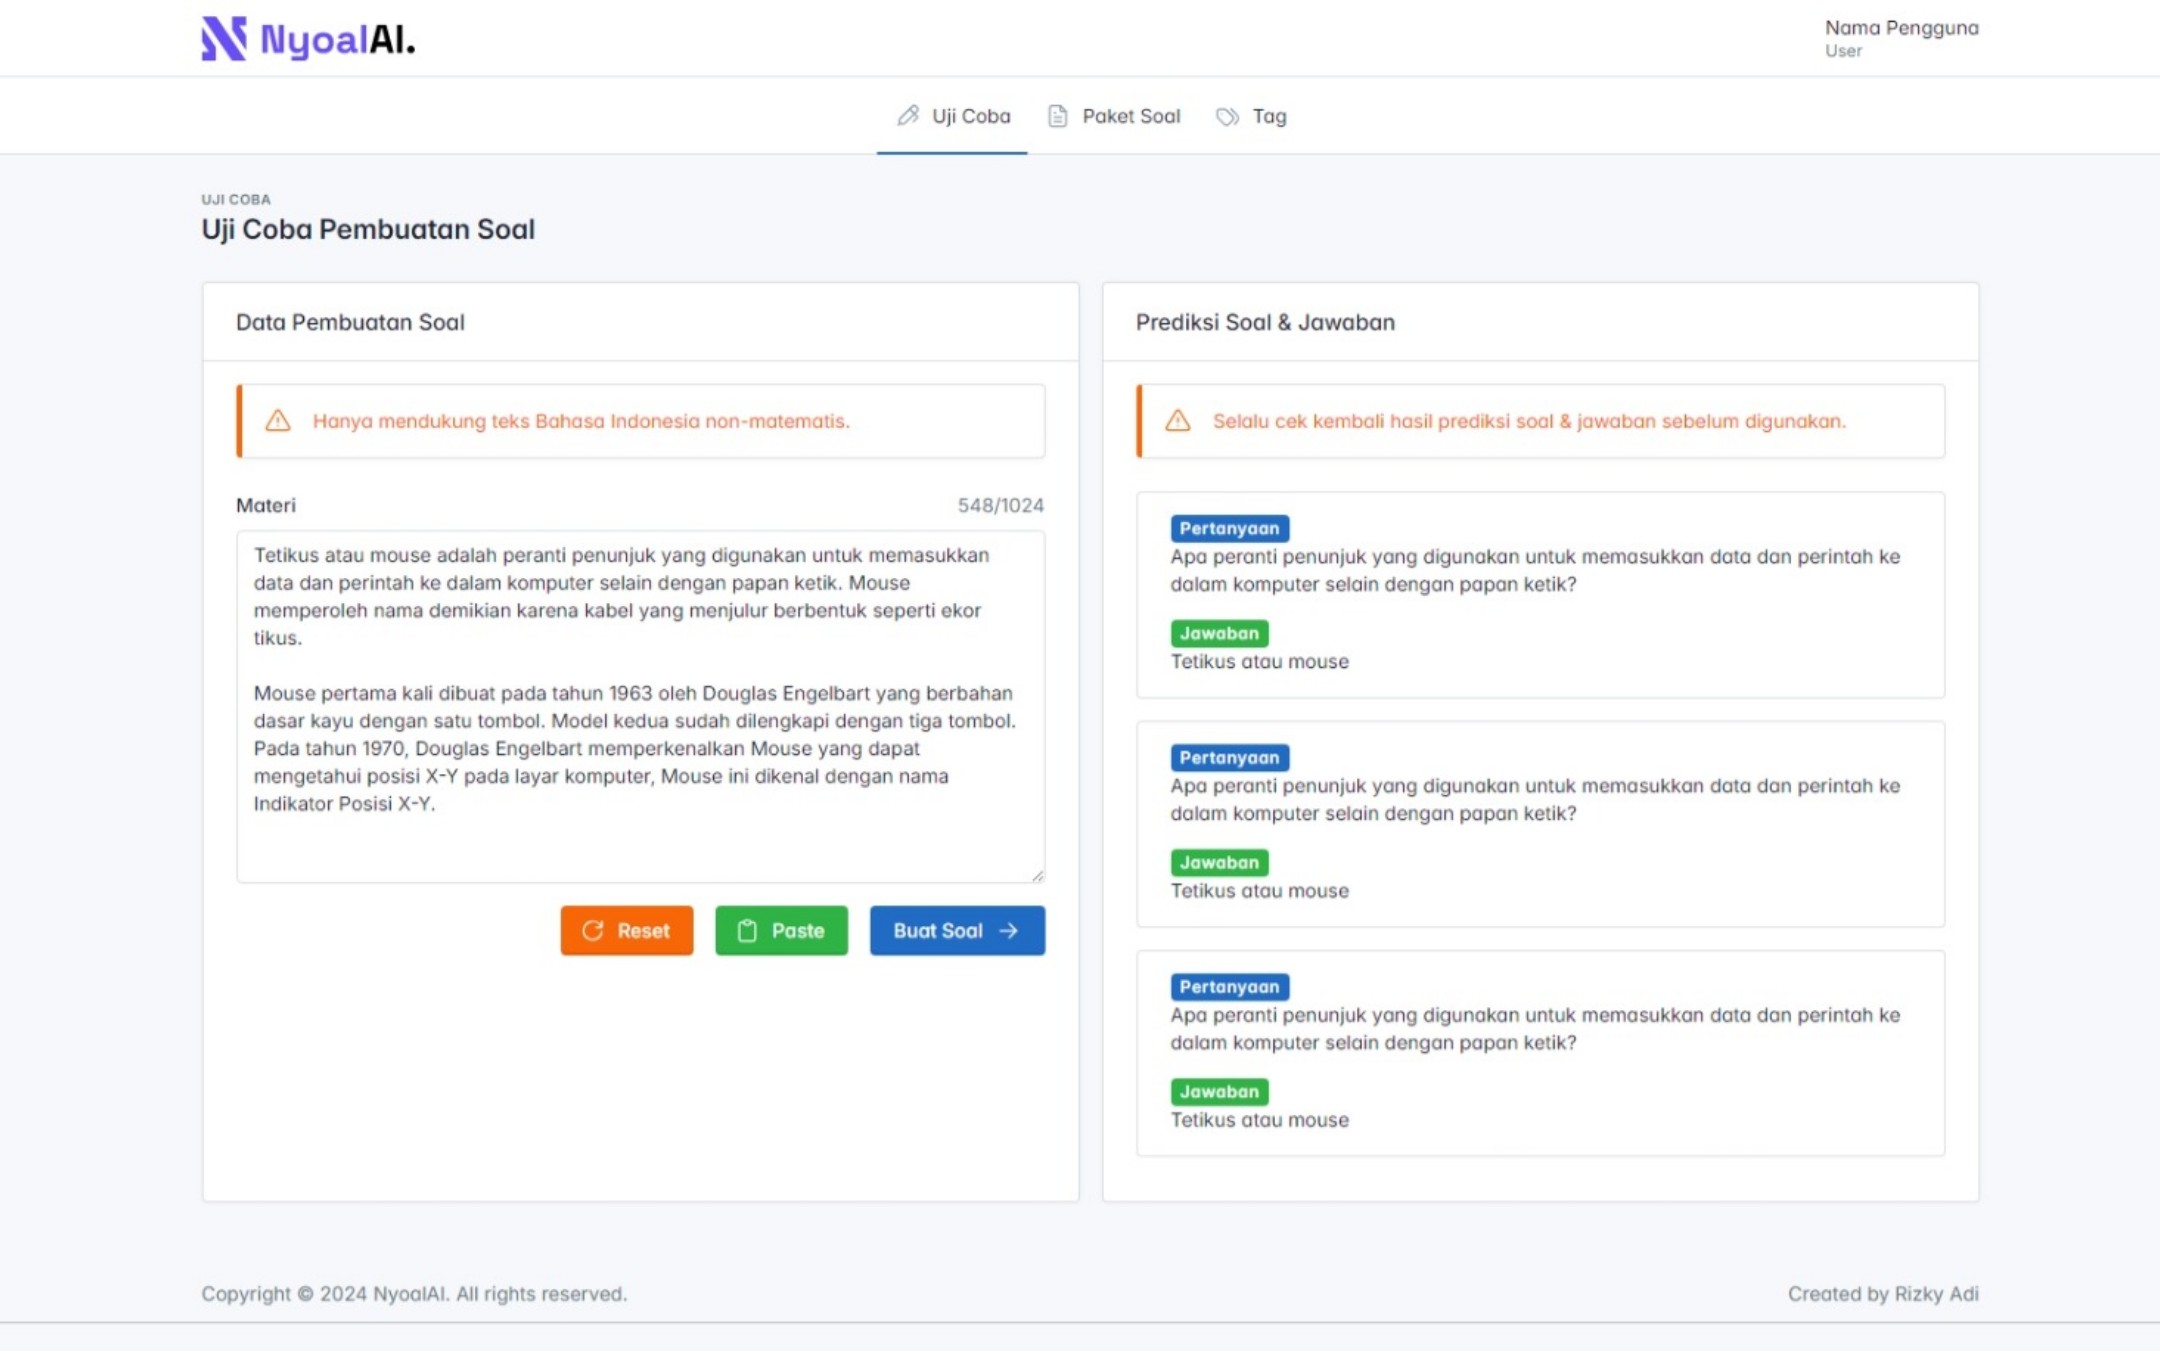 NyoalAI.
Nama Pengguna
User
Uji Coba
Paket Soal
Tag
UJI COBA
Uji Coba Pembuatan Soal
Data Pembuatan Soal
Hanya mendukung teks Bahasa Indonesia non-matematis.
Materi
548/1024
Tetikus atau mouse adalah peranti penunjuk yang digunakan untuk memasukkan
data dan perintah ke dalam komputer selain dengan papan ketik. Mouse
memperoleh nama demikian karena kabel yang menjulur berbentuk seperti ekor
tikus.
Mouse pertama kali dibuat pada tahun 1963 oleh Douglas Engelbart yang berbahan
dasar kayu dengan satu tombol. Model kedua sudah dilengkapi dengan tiga tombol.
Pada tahun 1970, Douglas Engelbart memperkenalkan Mouse yang dapat
mengetahui posisi X-Y pada layar komputer, Mouse ini dikenal dengan nama
Indikator Posisi X-Y.
Reset
Paste
Buat Soal
Prediksi Soal & Jawaban
Selalu cek kembali hasil prediksi soal & jawaban sebelum digunakan.
Pertanyaan
Apa peranti penunjuk yang digunakan untuk memasukkan data dan perintah ke
dalam komputer selain dengan papan ketik?
Jawaban
Tetikus atau mouse
Pertanyaan
Apa peranti penunjuk yang digunakan untuk memasukkan data dan perintah ke
dalam komputer selain dengan papan ketik?
Jawaban
Tetikus atau mouse
Pertanyaan
Apa peranti penunjuk yang digunakan untuk memasukkan data dan perintah ke
dalam komputer selain dengan papan ketik?
Jawaban
Tetikus atau mouse
Copyright © 2024 NyoalAI. All rights reserved.
Created by Rizky Adi